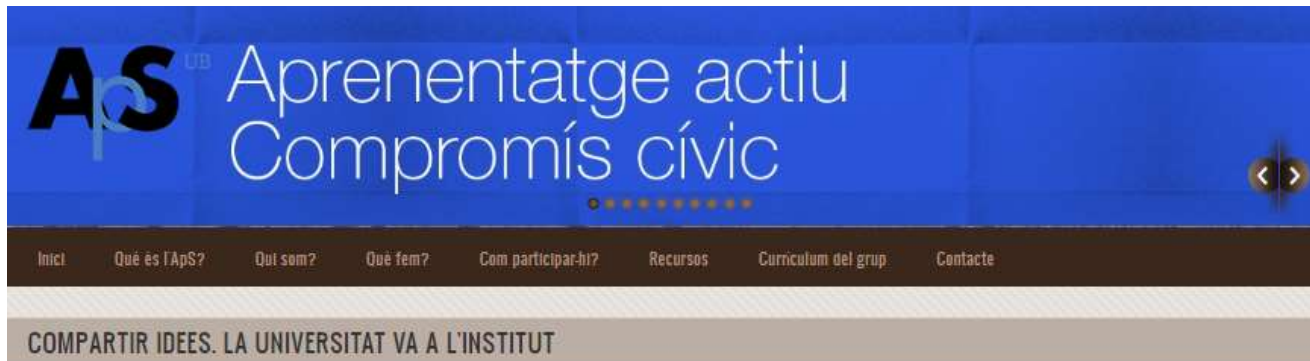 ApS UB
Aprenentatge actiu
Compromís cívic
Inici Què és l'ApS? Qui som? Què fem? Com participar-hi? Recursos Curriculum del grup Contacte
COMPARTIR IDEES. LA UNIVERSITAT VA A L'INSTITUT